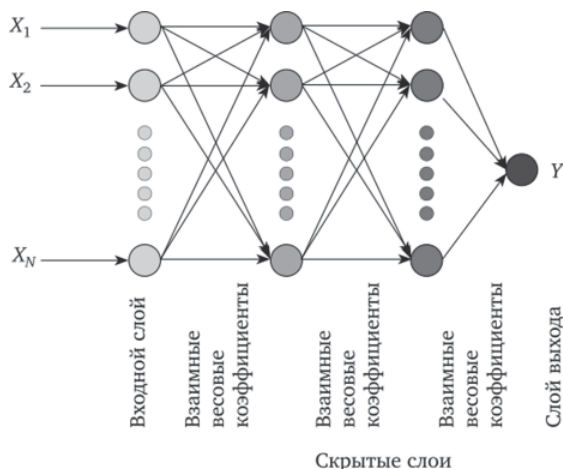 X1
X2
XN
Y
Входной слой
Взаимные
весовые
коэффициенты
Взаимные
весовые
коэффициенты
Взаимные
весовые
коэффициенты
Слой выхода
Скрытые слои